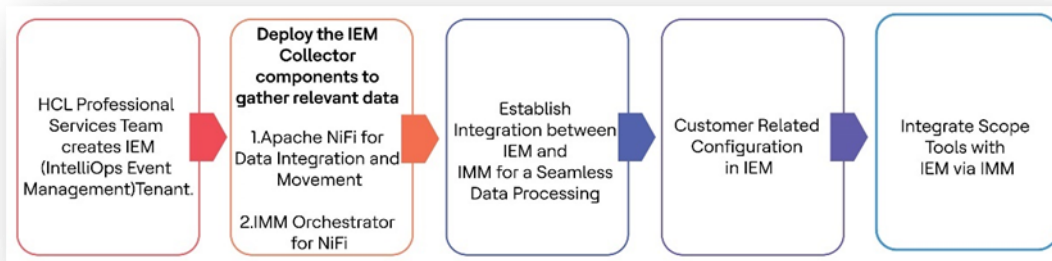 HCL Professional
Services Team
creates IEM
(IntelliOps Event
Management)Tenant.
Deploy the IEM
Collector
components to
gather relevant data
1.Apache NiFi for
Data Integration and
Movement
2.IMM Orchestrator
for NiFi
Establish
Integration between
IEM and
IMM for a Seamless
Data Processing
Customer Related
Configuration
in IEM
Integrate Scope
Tools with
IEM via IMM